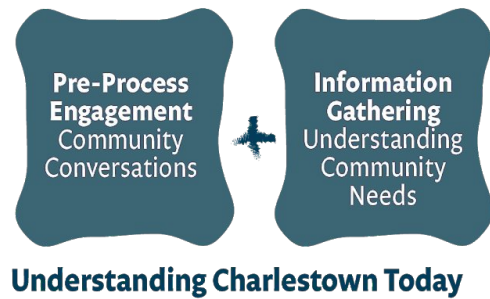 Pre-Process
Engagement
Community
Conversations
+
Information
Gathering
Understanding
Community
Needs
Understanding Charlestown Today